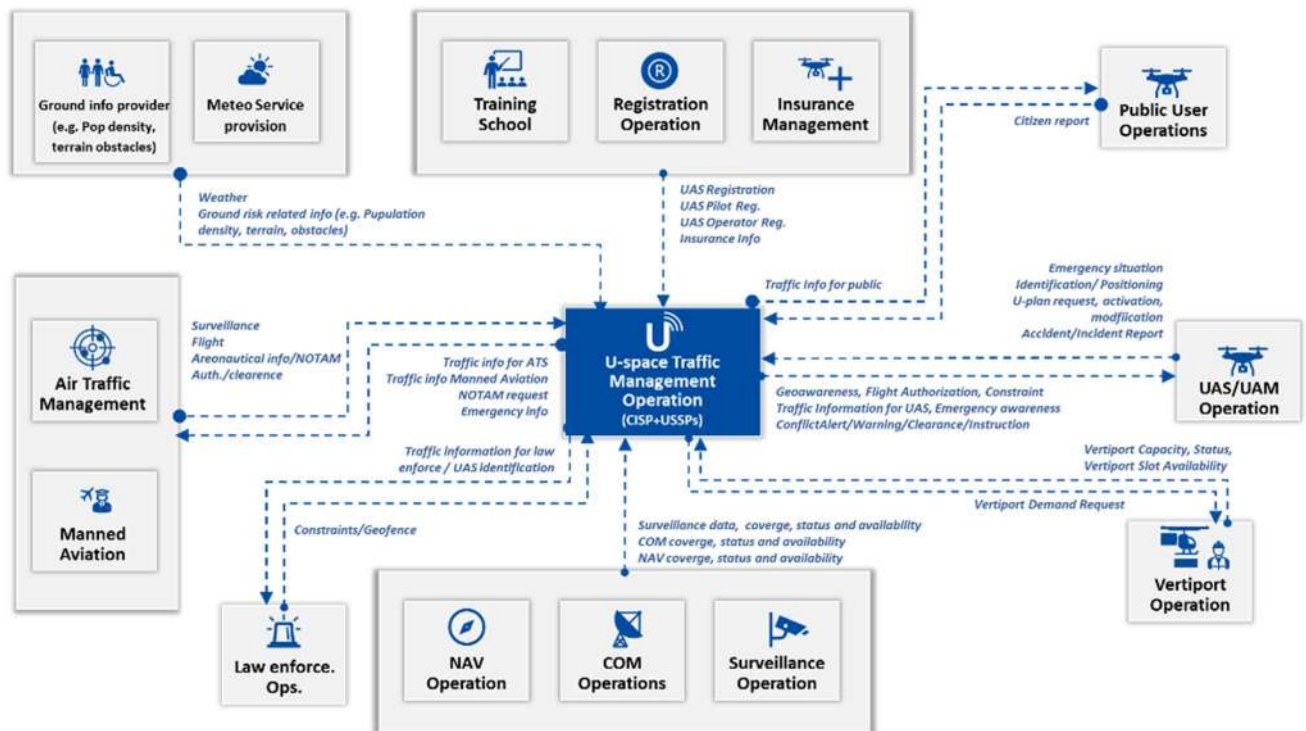 Ground info provider
(e.g. Pop density,
terrain obstacles)
Meteo Service
provision
Training
School
R
Registration
Operation
Insurance
Management
Public User
Operations
Citizen report
Weather
Ground risk related info (e.g. Pupulation
density, terrain, obstacles)
UAS Registration
UAS Pilot Reg.
UAS Operator Reg.
Insurance Info
Traffic Info for public
Emergency situation
Identification/ Positioning
U-plan request, activation,
modfiication
Accident/Incident Report
Air Traffic
Management
Manned
Aviation
Surveillance
Flight
Areonautical info/NOTAM
Auth./clearence
Traffic info for ATS
Traffic info Manned Aviation
NOTAM request
Emergency info
U
U-space Traffic
Management
Operation
(CISP+USSPs)
UAS/UAM
Operation
Geoawareness, Flight Authorization, Constraint
Traffic Information for UAS, Emergency awareness
ConflictAlert/Warning/Clearance/Instruction
Traffic information for law
enforce / UAS identification
Constraints/Geofence
Vertiport Capacity, Status,
Vertiport Slot Availability
Vertiport Demand Request
Vertiport
Operation
Surveillance data, coverge, status and availability
COM coverge, status and availability
NAV coverge, status and availability
Law enforce.
Ops.
NAV
Operation
COM
Operations
Surveillance
Operation